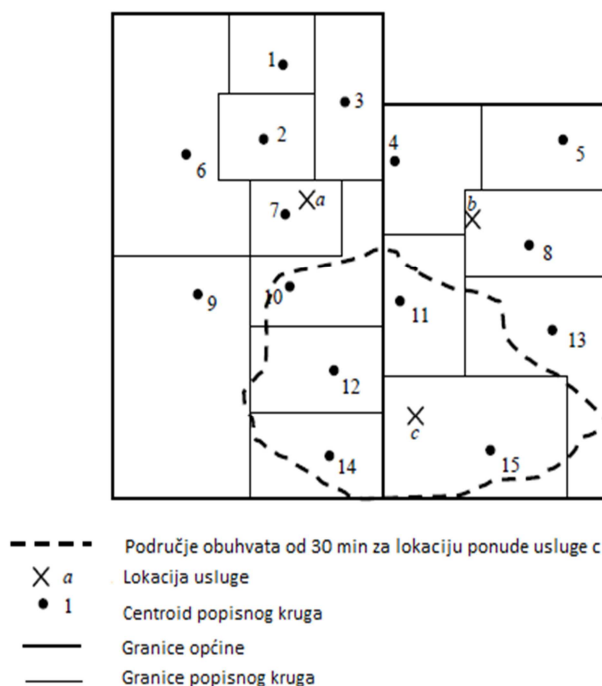 1
3
2
4
5
6
7
a
b
8
9
10
11
13
12
c
14
15
Područje obuhvata od 30 min za lokaciju ponude usluge c
a
Lokacija usluge
1
Centroid popisnog kruga
Granice općine
Granice popisnog kruga